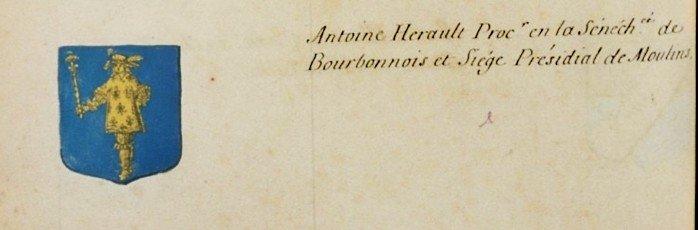 Antoine Herault Proc.r en la Sénéch.ée de
Bourbonnois et Siége Présidial de Moulins.